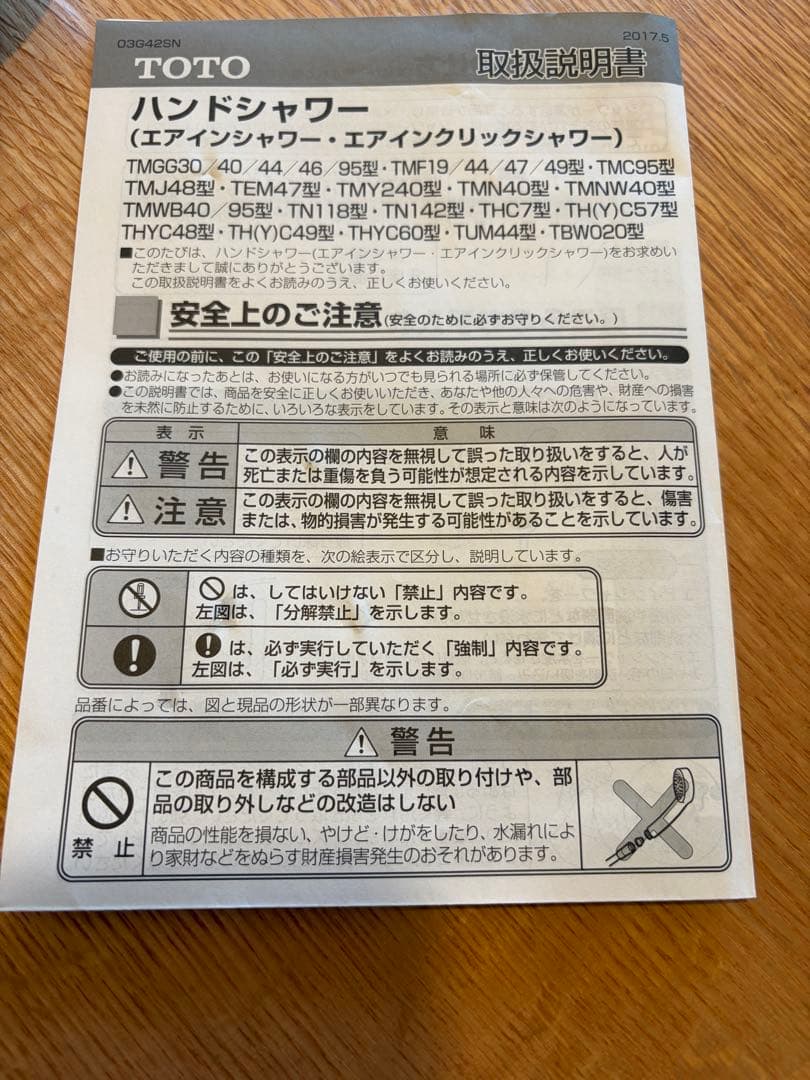 03G42SN
2017.5
TOTO
取扱説明書
ハンドシャワー
(エアインシャワー・エアインクリックシャワー)
TMGG30/40/44/46/95型・TMF19/44/47/49型・TMC95型
TMJ48型・TEM47型・TMY240型・TMN40型・TMNW40型
TMWB40/95型・TN118型・TN142型・THC7型・TH(Y)C57型
THYC48型・TH(Y)C49型・THYC60型・TUM44型・TBW020型
■このたびは、ハンドシャワー(エアインシャワー・エアインクリックシャワー)をお求めい
ただきまして誠にありがとうございます。
この取扱説明書をよくお読みのうえ、正しくお使いください。
安全上のご注意(安全のために必ずお守りください。)
ご使用の前に、この「安全上のご注意」をよくお読みのうえ、正しくお使いください。
●お読みになったあとは、お使いになる方がいつでも見られる場所に必ず保管してください。
●この説明書では、商品を安全に正しくお使いいただき、あなたや他の人々への危害や、財産への損害
を未然に防止するために、いろいろな表示をしています。その表示と意味は次のようになっています。
表示 意味
警告 この表示の欄の内容を無視して誤った取り扱いをすると、人が
死亡または重傷を負う可能性が想定される内容を示しています。
注意 この表示の欄の内容を無視して誤った取り扱いをすると、傷害
または、物的損害が発生する可能性があることを示しています。
■お守りいただく内容の種類を、次の絵表示で区分し、説明しています。
は、してはいけない「禁止」内容です。
左図は、「分解禁止」を示します。
は、必ず実行していただく「強制」内容です。
左図は、「必ず実行」を示します。
品番によっては、図と現品の形状が一部異なります。
警告
禁止
この商品を構成する部品以外の取り付けや、部
品の取り外しなどの改造はしない
商品の性能を損ない、やけど・けがをしたり、水漏れによ
り家財などをぬらす財産損害発生のおそれがあります。